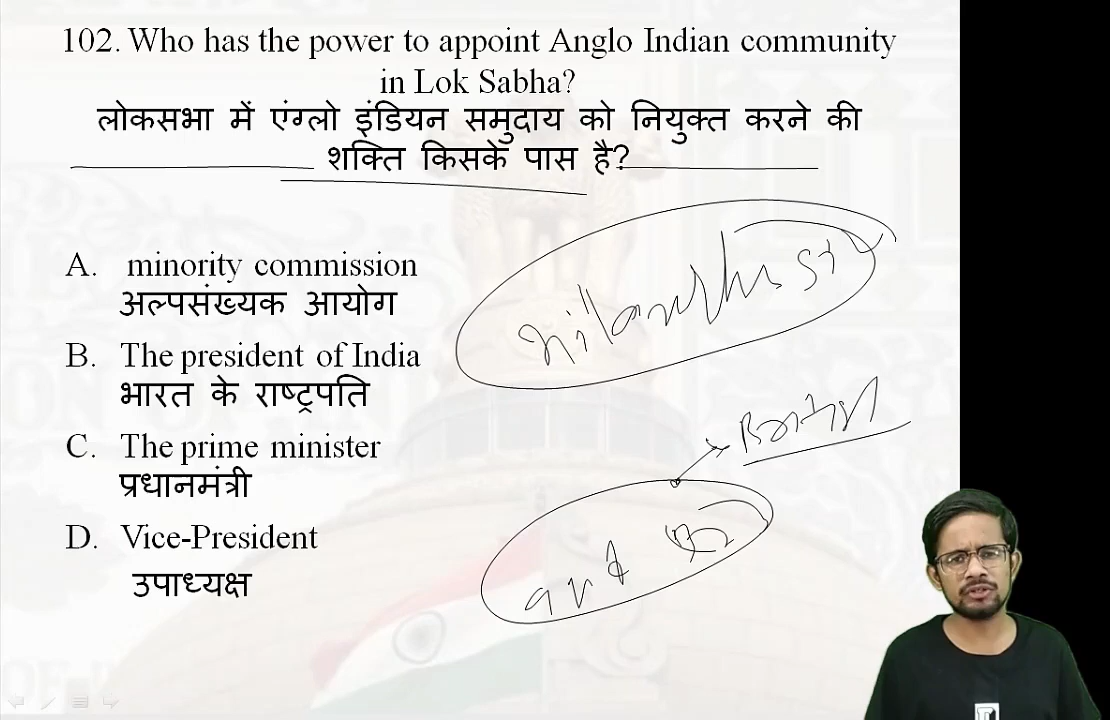 102. Who has the power to appoint Anglo Indian community
in Lok Sabha?
लोकसभा में एंग्लो इंडियन समुदाय को नियुक्त करने की
शक्ति किसके पास है?
A. minority commission
अल्पसंख्यक आयोग
B. The president of India
भारत के राष्ट्रपति
C. The prime minister
प्रधानमंत्री
D. Vice-President
उपाध्यक्ष